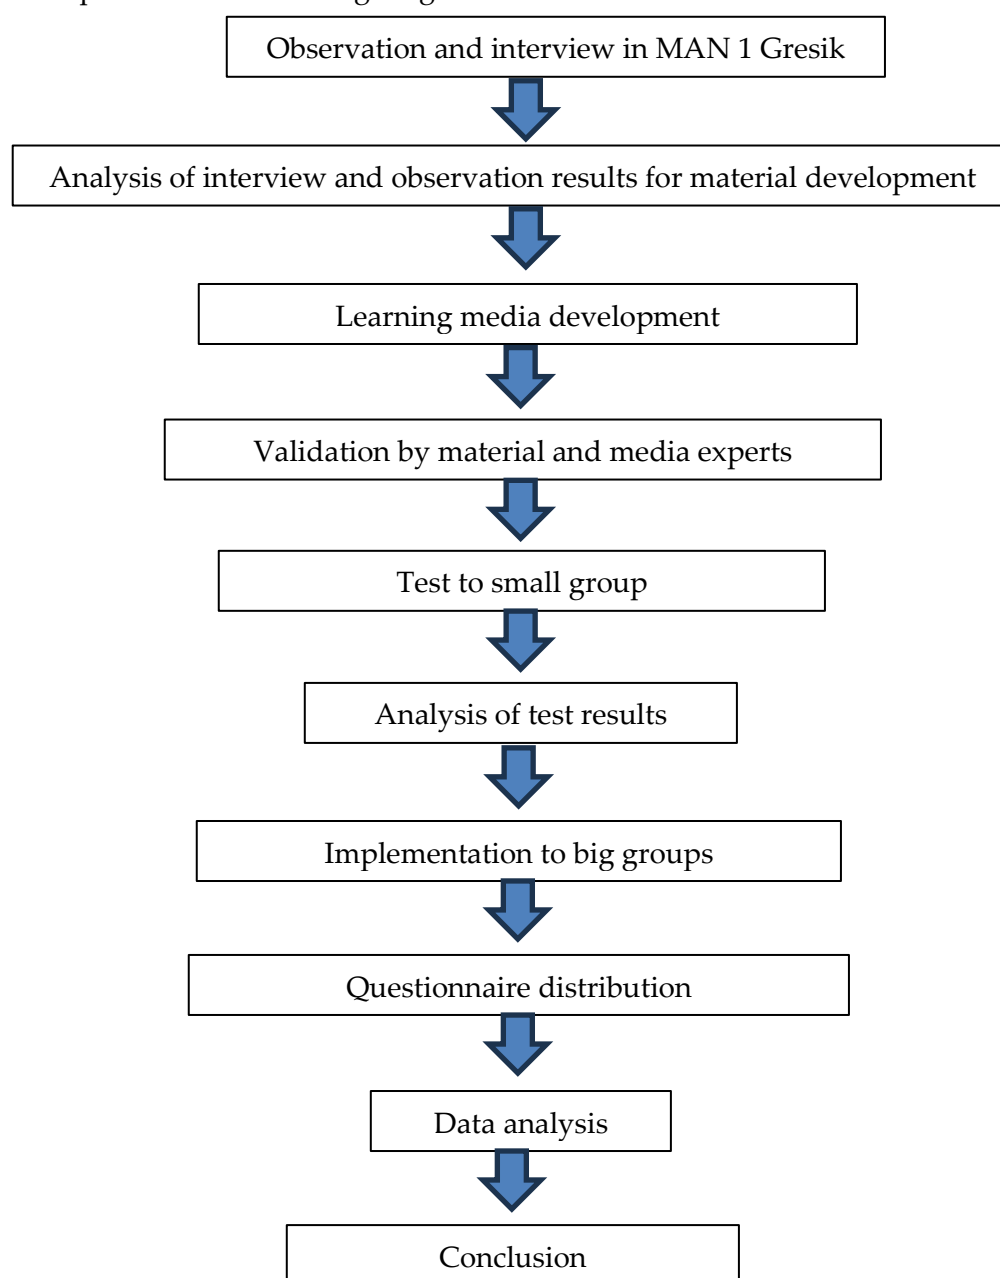 Observation and interview in MAN 1 Gresik
Analysis of interview and observation results for material development
Learning media development
Validation by material and media experts
Test to small group
Analysis of test results
Implementation to big groups
Questionnaire distribution
Data analysis
Conclusion